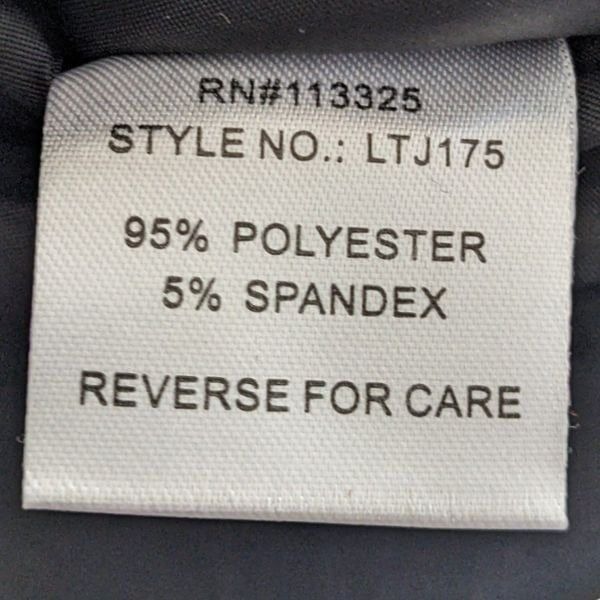 RN#113325
STYLE NO.: LTJ175
95% POLYESTER
5% SPANDEX
REVERSE FOR CARE